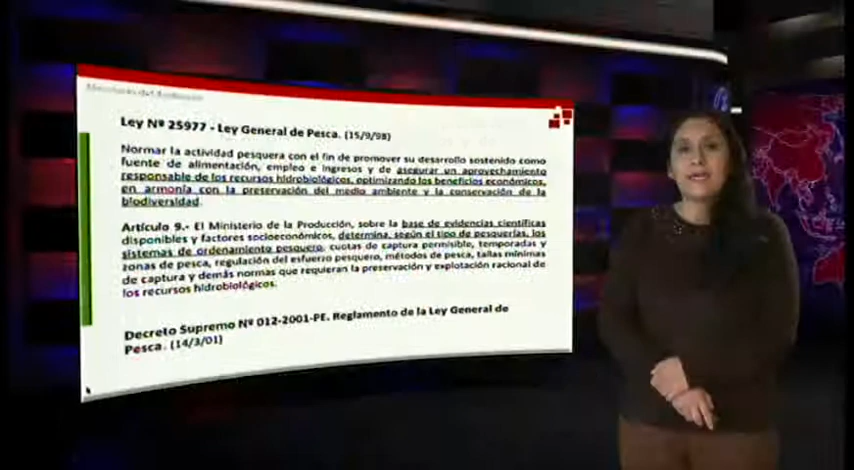 Ley Nº 25977 - Ley General de Pesca. (15/9/98)
Normar la actividad pesquera con el fin de promover su desarrollo sostenido como
fuente de alimentación, empleo e ingresos y de asegurar un aprovechamiento
responsable de los recursos hidrobiológicos, optimizando los beneficios económicos,
en armonía con la preservación del medio ambiente y la conservación de la
biodiversidad.
Artículo 9.- El Ministerio de la Producción, sobre la base de evidencias científicas
disponibles y factores socioeconómicos, determina, según el tipo de pesquerías, los
sistemas de ordenamiento pesquero, cuotas de captura permisible, temporadas y
zonas de pesca, regulación del esfuerzo pesquero, métodos de pesca, tallas mínimas
de captura y demás normas que requieran la preservación y explotación racional de
los recursos hidrobiológicos.
Decreto Supremo Nº 012-2001-PE. Reglamento de la Ley General de
Pesca. (14/3/01)